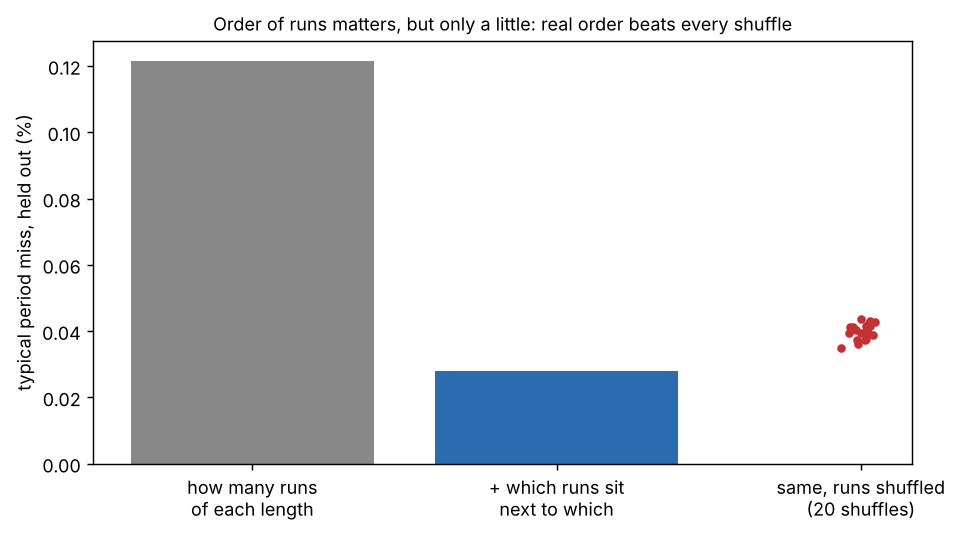 Order of runs matters, but only a little: real order beats every shuffle
typical period miss, held out (%)
0.12
0.10
0.08
0.06
0.04
0.02
0.00
how many runs
of each length
+ which runs sit
next to which
same, runs shuffled
(20 shuffles)